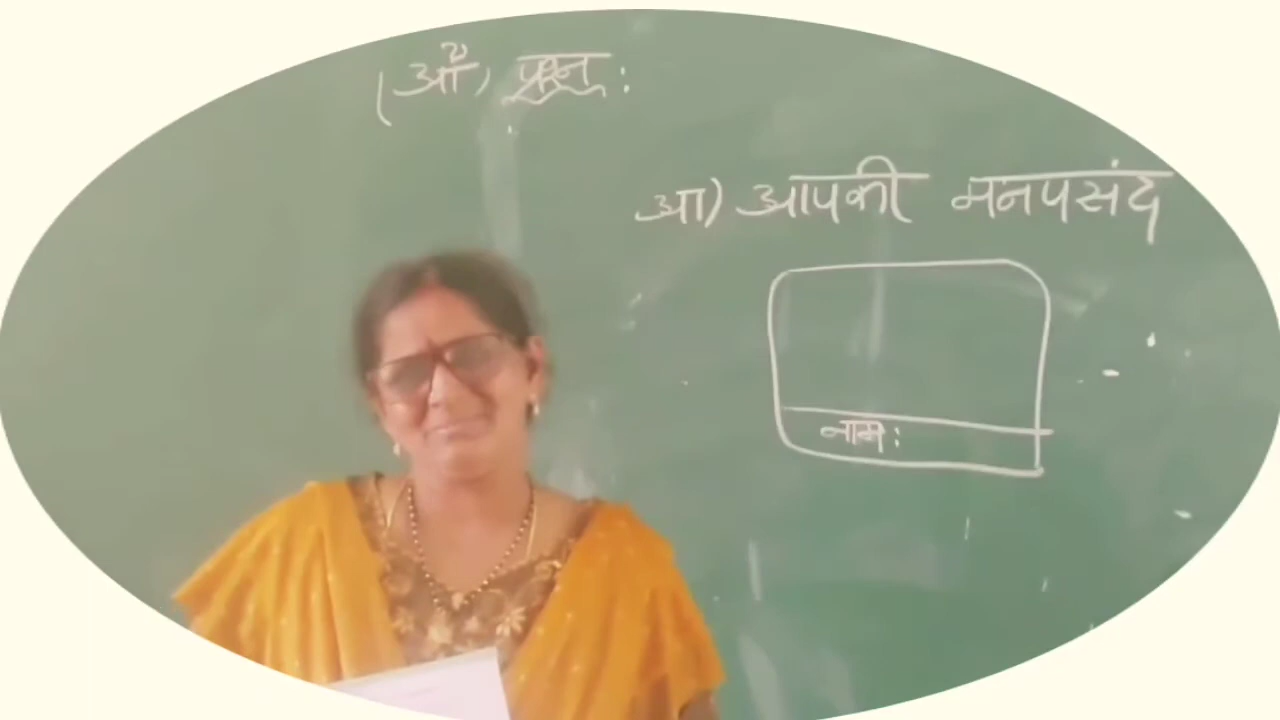 (आँ) प्रश्न :
आ) आपकी मनपसंद
नाम :